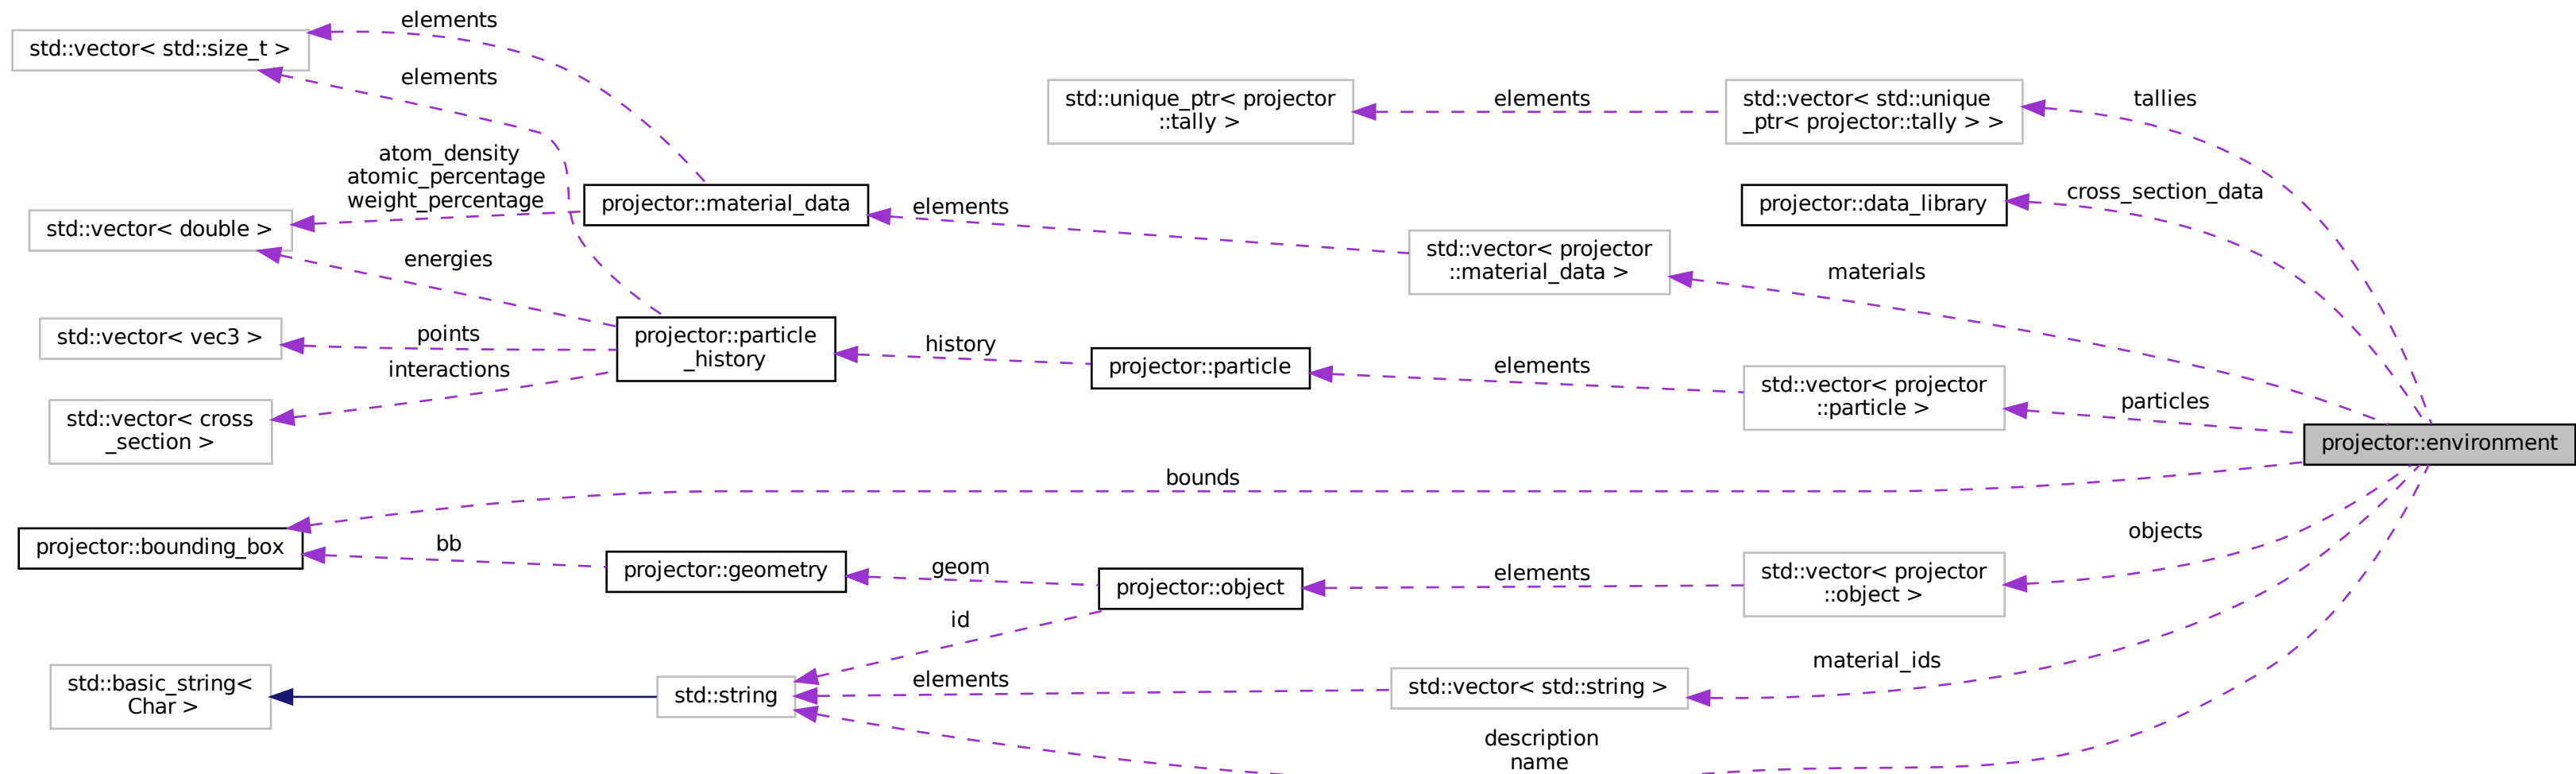 elements
std::vector< std::size_t >
elements
std::unique_ptr< projector
::tally >
elements
std::vector< std::unique
_ptr< projector::tally > >
tallies
atom_density
atomic_percentage
weight_percentage
projector::material_data
elements
projector::data_library
cross_section_data
std::vector< double >
energies
std::vector< projector
::material_data >
materials
std::vector< vec3 >
points
projector::particle
_history
history
projector::particle
elements
std::vector< projector
::particle >
particles
interactions
std::vector< cross
_section >
projector::environment
bounds
projector::bounding_box
bb
projector::geometry
geom
projector::object
elements
std::vector< projector
::object >
objects
id
std::basic_string<
Char >
std::string
elements
std::vector< std::string >
material_ids
description
name